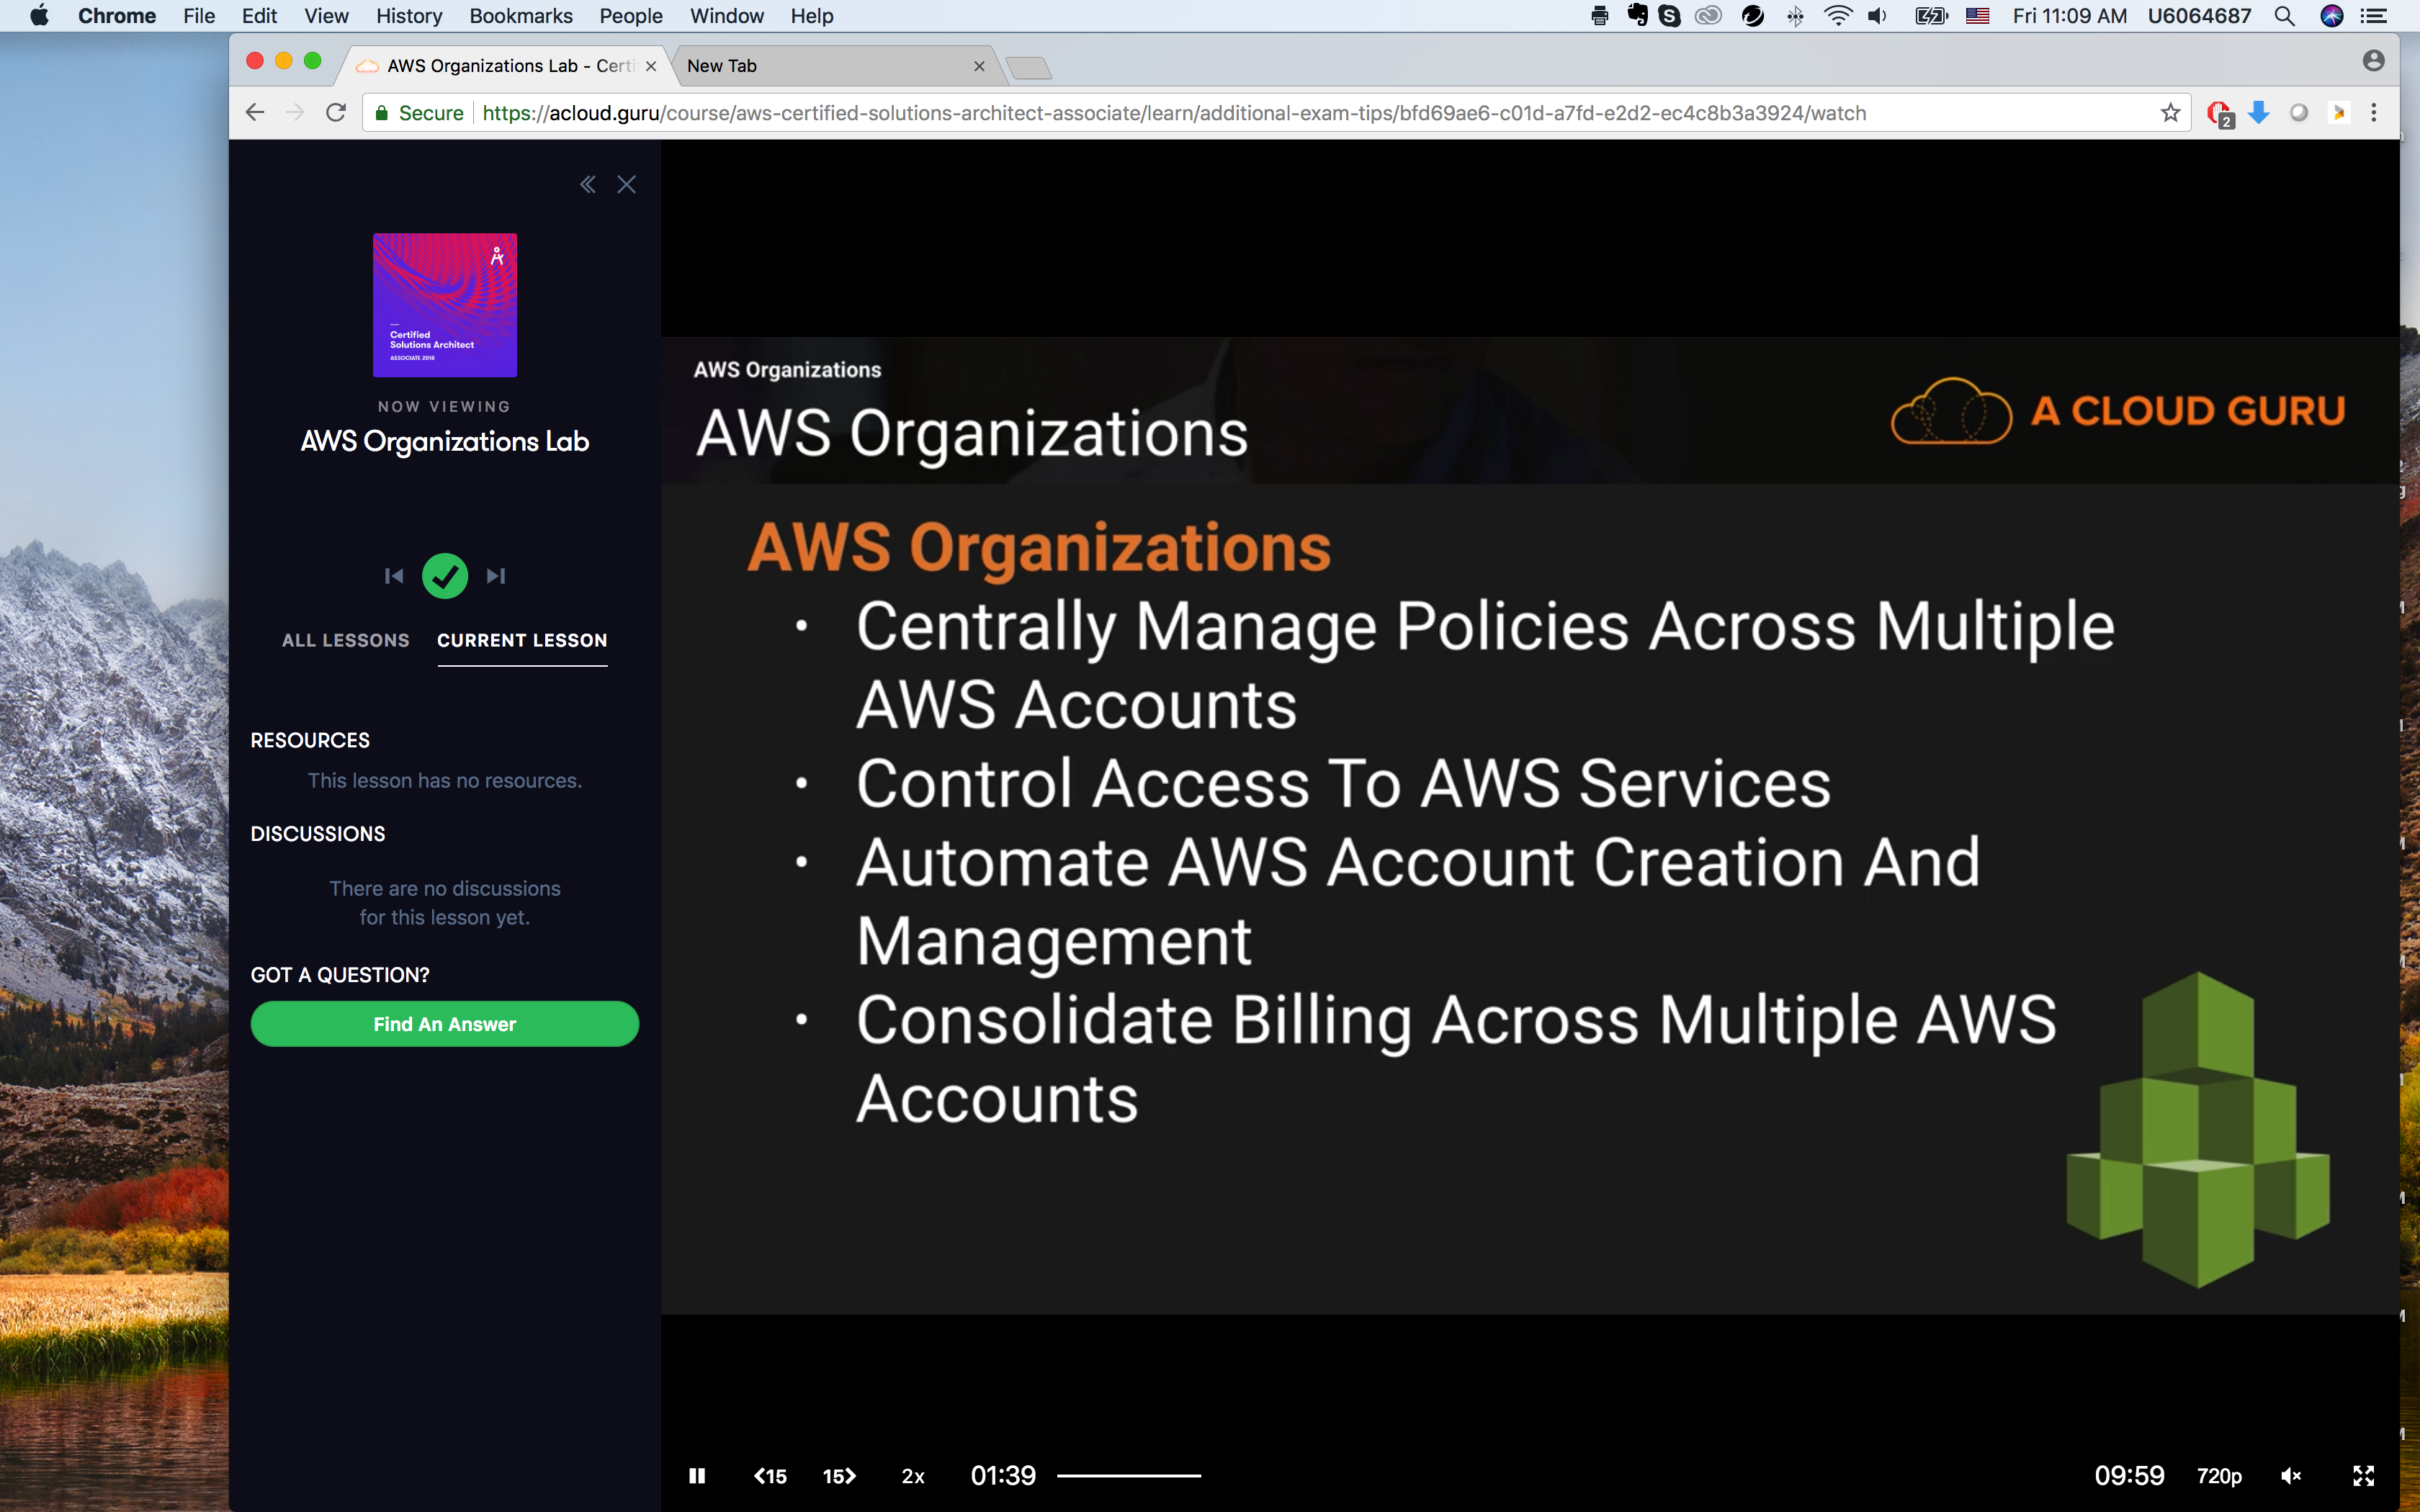 Chrome File Edit View History Bookmarks People Window Help
Fri 11:09 AM U6064687
AWS Organizations Lab - Certi
New Tab
Secure
https://acloud.guru/course/aws-certified-solutions-architect-associate/learn/additional-exam-tips/bfd69ae6-c01d-a7fd-e2d2-ec4c8b3a3924/watch
2
Certified
Solutions Architect
ASSOCIATE 2018
NOW VIEWING
AWS Organizations Lab
ALL LESSONS
CURRENT LESSON
RESOURCES
This lesson has no resources.
DISCUSSIONS
There are no discussions
for this lesson yet.
GOT A QUESTION?
Find An Answer
AWS Organizations
AWS Organizations
A CLOUD GURU
AWS Organizations
• Centrally Manage Policies Across Multiple
AWS Accounts
• Control Access To AWS Services
• Automate AWS Account Creation And
Management
• Consolidate Billing Across Multiple AWS
Accounts
<15 15> 2x 01:39
09:59 720p